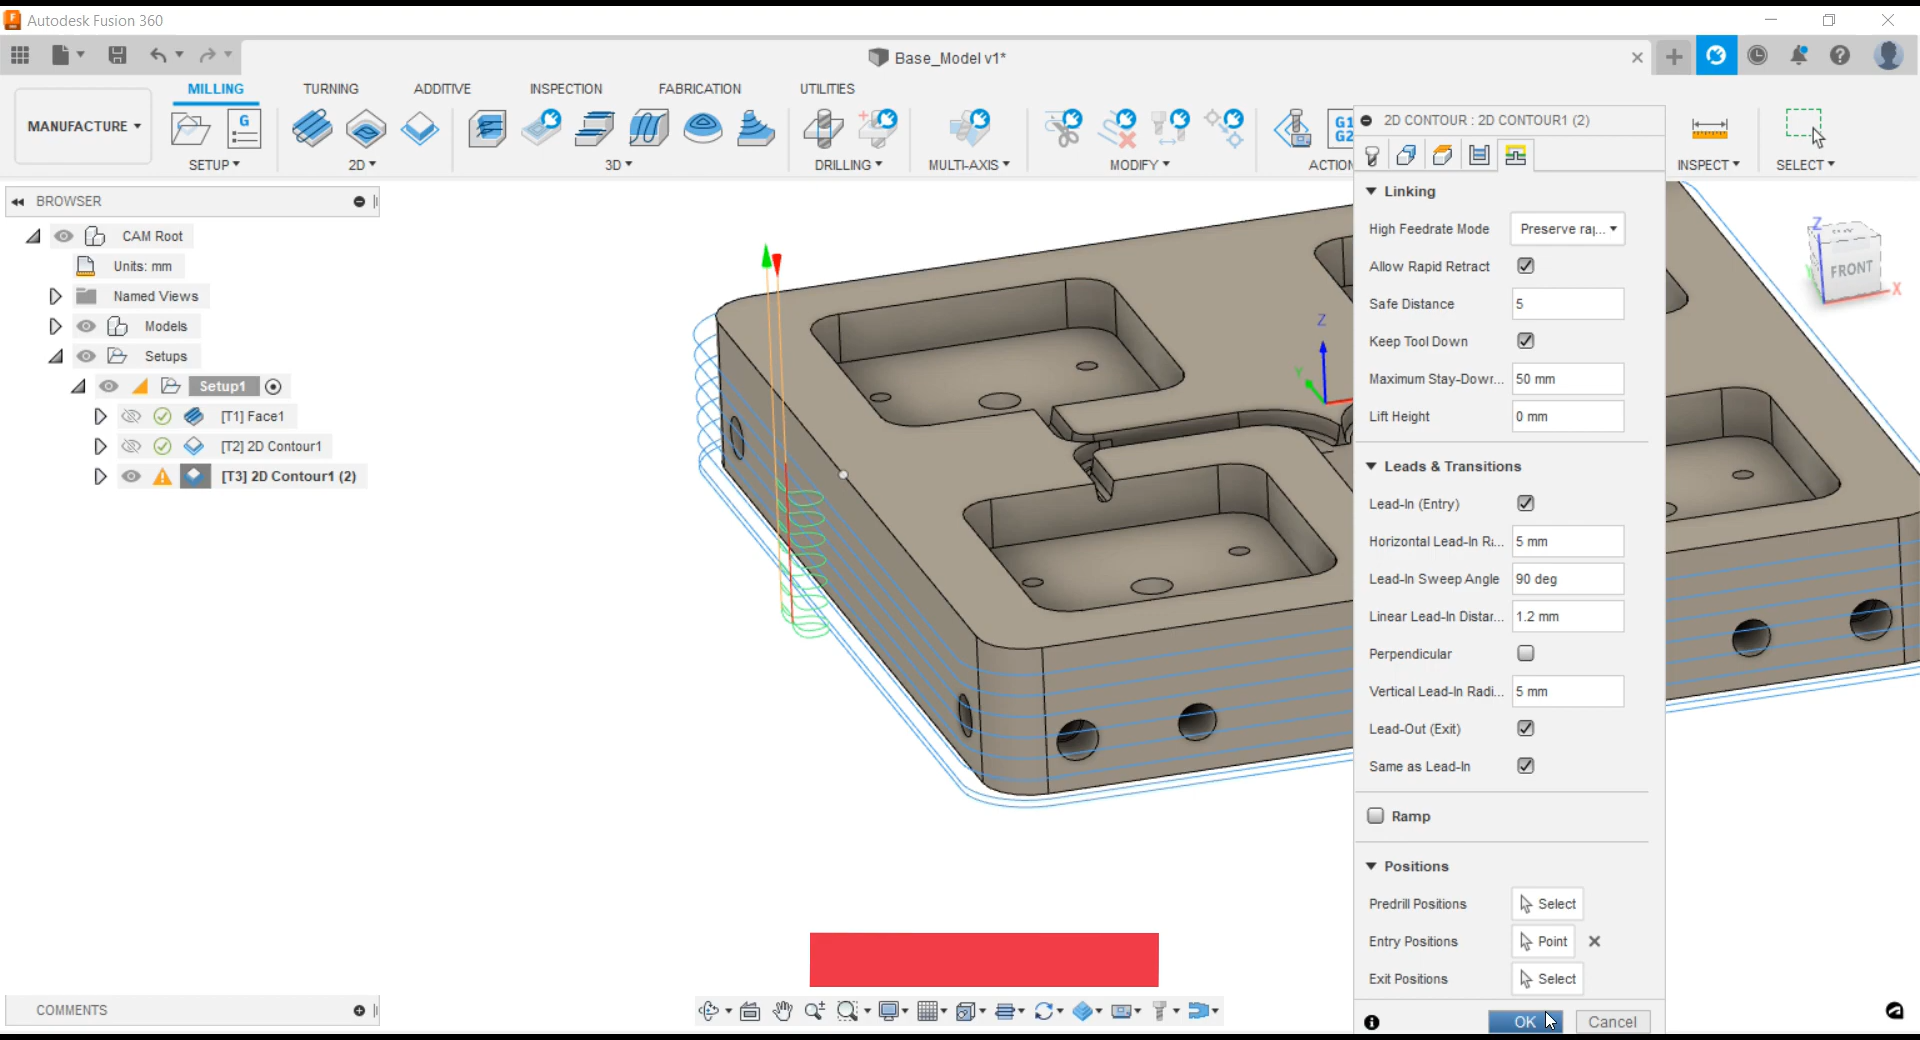 Autodesk Fusion 360
Base_Model v1*
MILLING TURNING ADDITIVE INSPECTION FABRICATION UTILITIES
MANUFACTURE
G
G1
G2
SETUP 2D 3D DRILLING MULTI-AXIS MODIFY ACTION INSPECT SELECT
2D CONTOUR : 2D CONTOUR1 (2)
BROWSER
CAM Root
Units: mm
Named Views
Models
Setups
Setup1
[T1] Face1
[T2] 2D Contour1
[T3] 2D Contour1 (2)
Z
Y
Z
FRONT
X
Linking
High Feedrate Mode Preserve raj...
Allow Rapid Retract
Safe Distance 5
Keep Tool Down
Maximum Stay-Dowr... 50 mm
Lift Height 0 mm
Leads & Transitions
Lead-In (Entry)
Horizontal Lead-In Ri... 5 mm
Lead-In Sweep Angle 90 deg
Linear Lead-In Distar... 1.2 mm
Perpendicular
Vertical Lead-In Radi... 5 mm
Lead-Out (Exit)
Same as Lead-In
Ramp
Positions
Predrill Positions Select
Entry Positions Point
Exit Positions Select
OK Cancel
COMMENTS